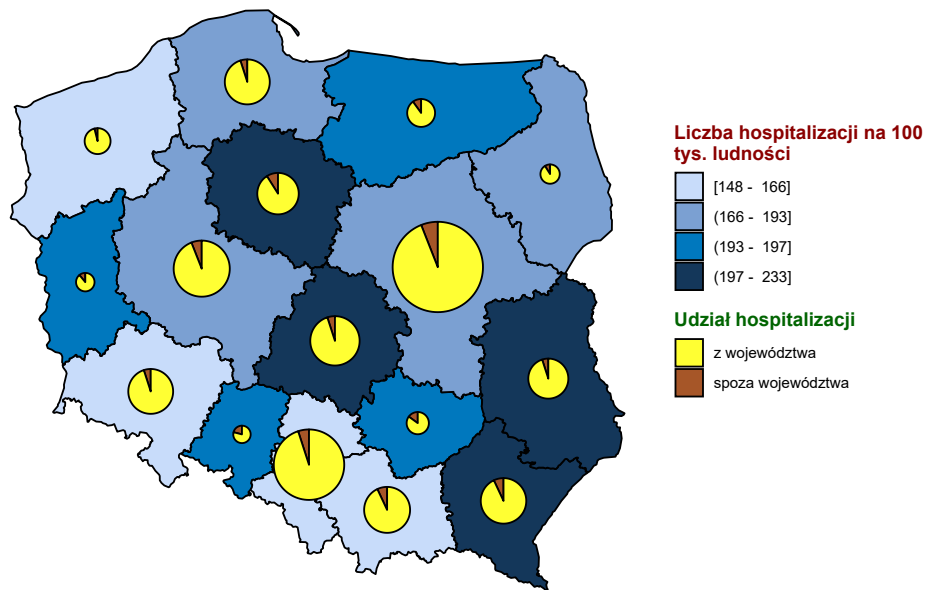 Liczba hospitalizacji na 100
tys. ludności
[148 - 166]
(166 - 193]
(193 - 197]
(197 - 233]
Udział hospitalizacji
z województwa
spoza województwa